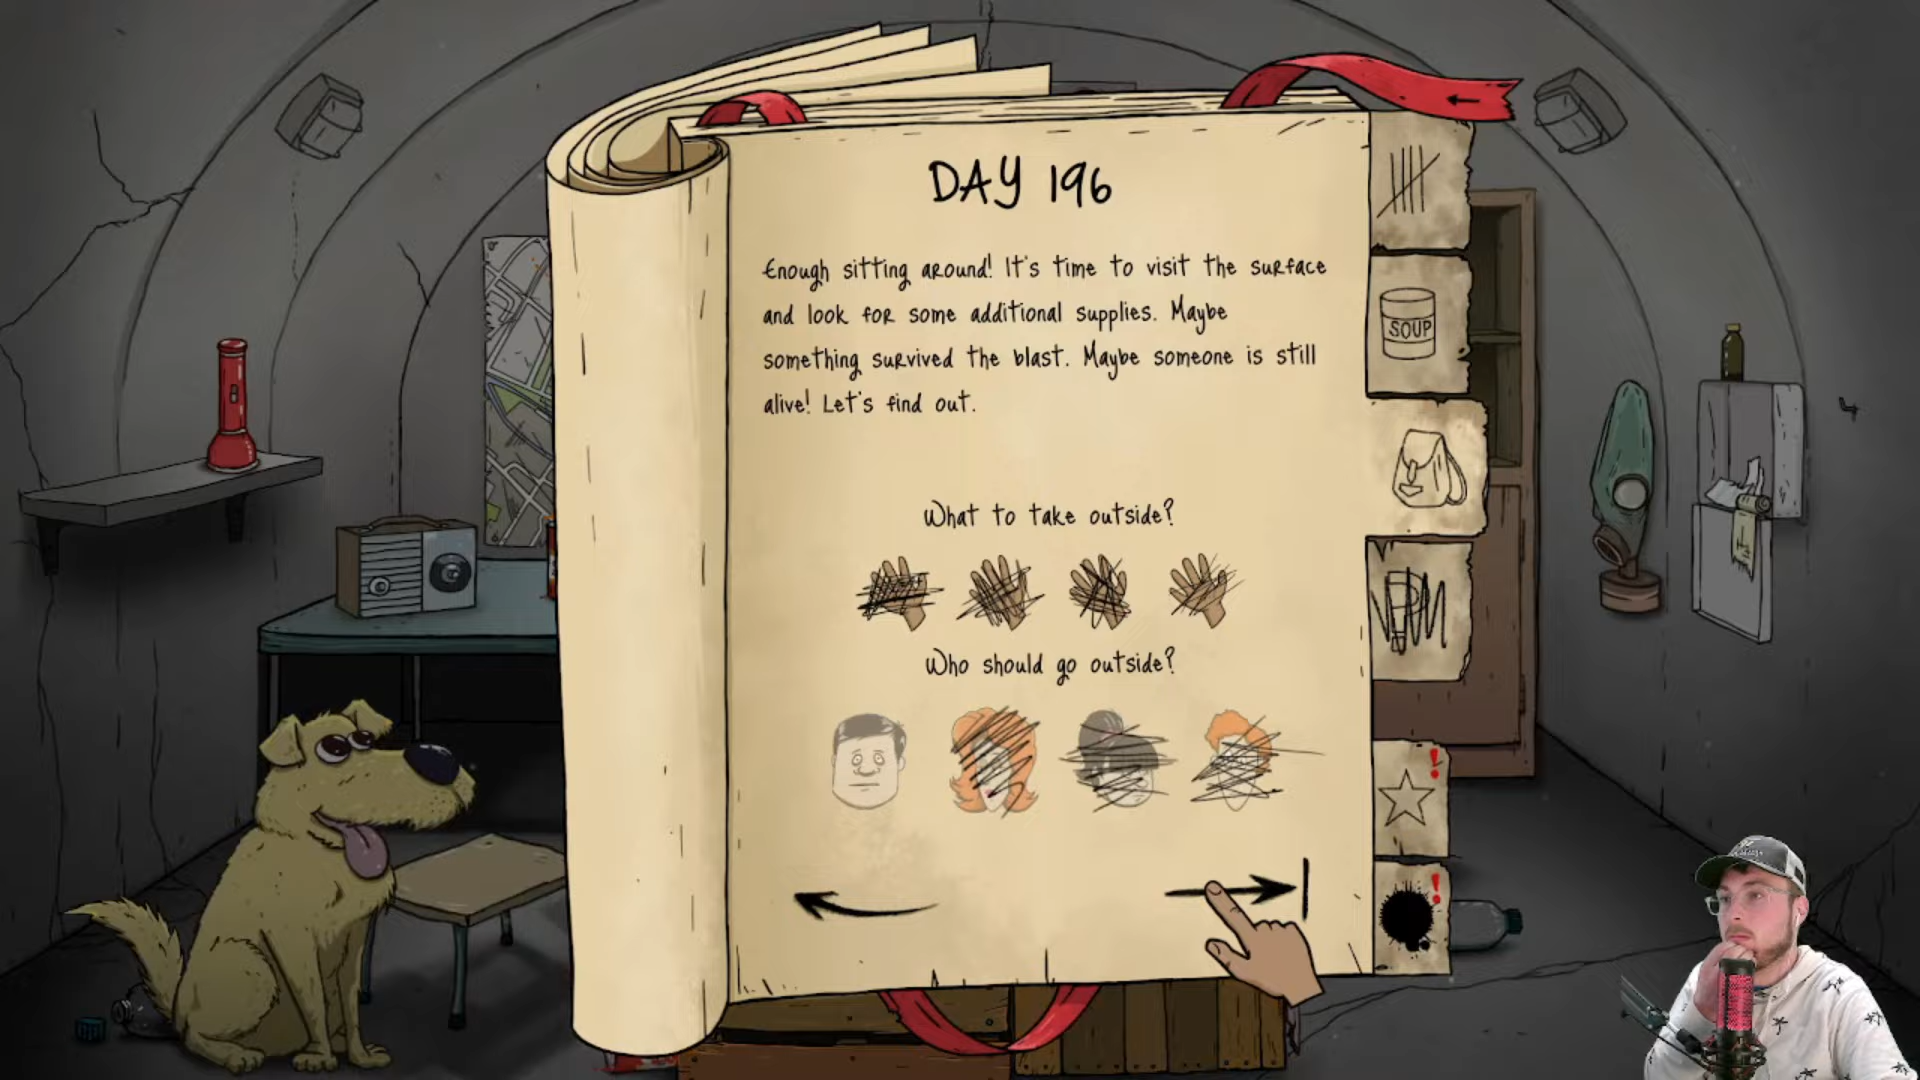 DAY 196
Enough sitting around! It's time to visit the surface
and look for some additional supplies. Maybe
something survived the blast. Maybe someone is still
alive! Let's find out.
What to take outside?
Who should go outside?
SOUP